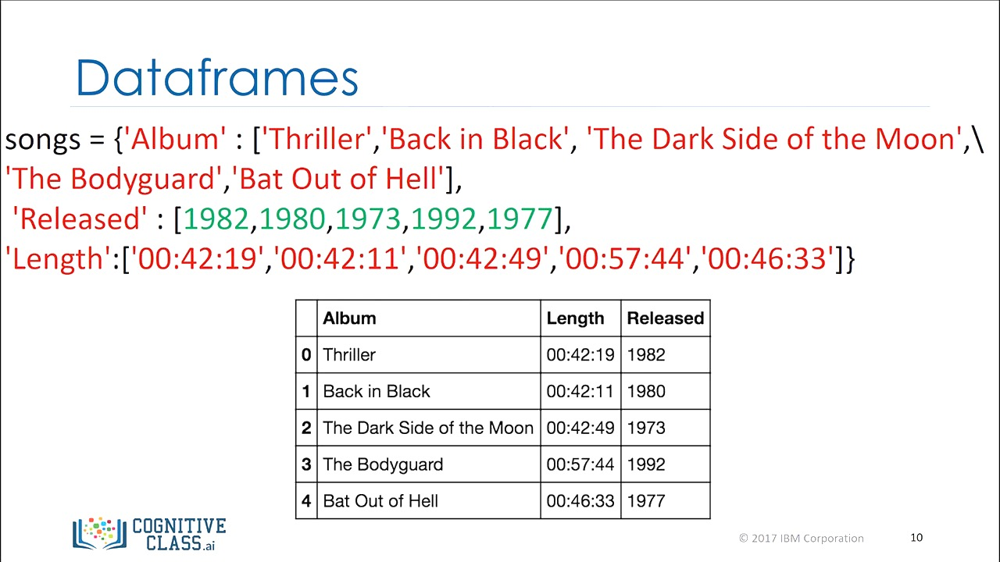 Dataframes
songs = {'Album' : ['Thriller','Back in Black', 'The Dark Side of the Moon',\
'The Bodyguard','Bat Out of Hell'],
'Released' : [1982,1980,1973,1992,1977],
'Length':['00:42:19','00:42:11','00:42:49','00:57:44','00:46:33']}
Album Length Released
0 Thriller 00:42:19 1982
1 Back in Black 00:42:11 1980
2 The Dark Side of the Moon 00:42:49 1973
3 The Bodyguard 00:57:44 1992
4 Bat Out of Hell 00:46:33 1977
COGNITIVE
CLASS.ai
© 2017 IBM Corporation
10